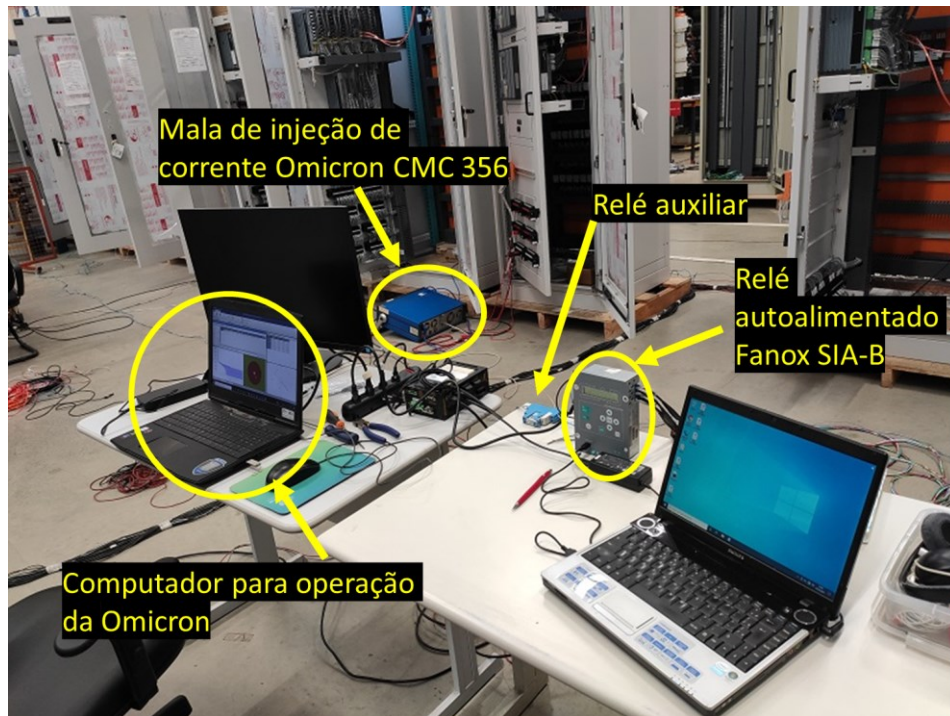 Mala de injeção de
corrente Omicron CMC 356
Relé auxiliar
Relé
autoalimentado
Fanox SIA-B
Computador para operação
da Omicron
PHILCO